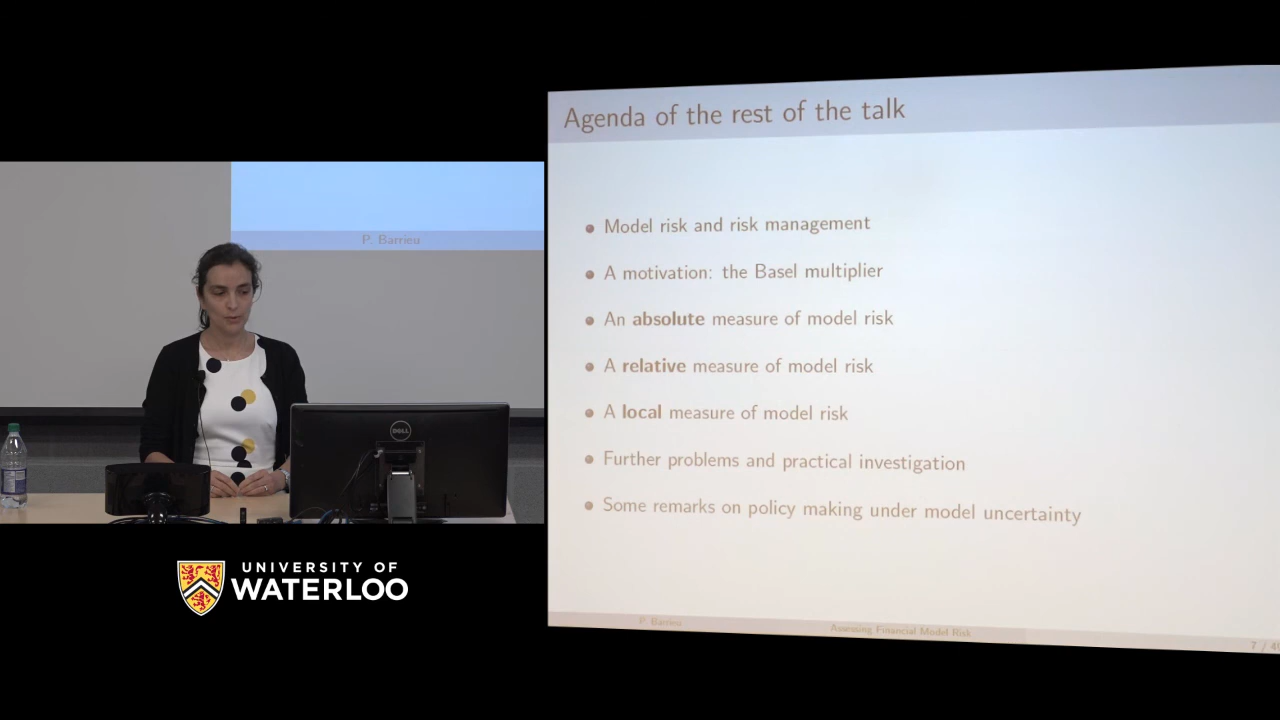 P. Barrieu
DELL
UNIVERSITY OF
WATERLOO
Agenda of the rest of the talk
Model risk and risk management
A motivation: the Basel multiplier
An absolute measure of model risk
A relative measure of model risk
A local measure of model risk
Further problems and practical investigation
Some remarks on policy making under model uncertainty
P. Barrieu
Assessing Financial Model Risk